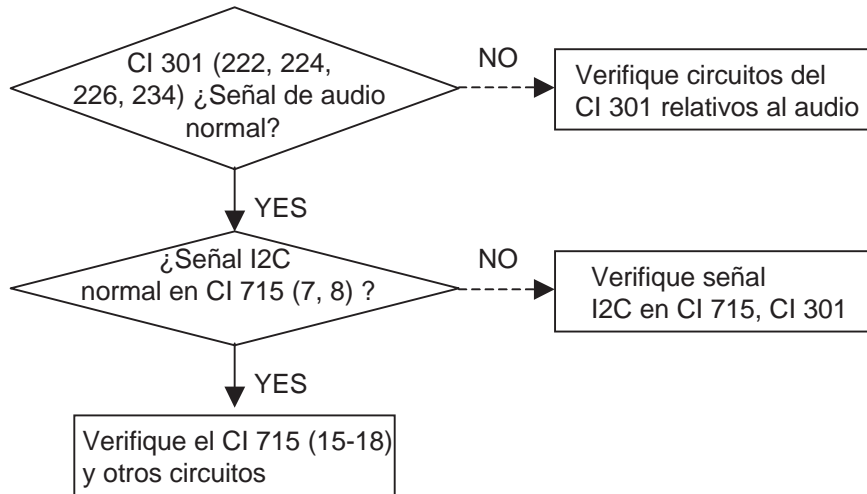 CI 301 (222, 224,
226, 234) ¿Señal de audio
normal?
NO
Verifique circuitos del
CI 301 relativos al audio
YES
¿Señal I2C
normal en CI 715 (7, 8) ?
NO
Verifique señal
I2C en CI 715, CI 301
YES
Verifique el CI 715 (15-18)
y otros circuitos